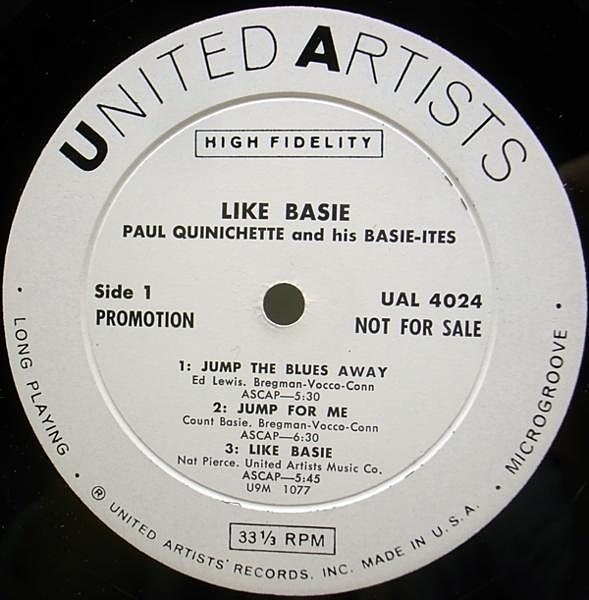 UNITED ARTISTS
HIGH FIDELITY
LIKE BASIE
PAUL QUINICHETTE and his BASIE-ITES
Side 1
UAL 4024
PROMOTION
NOT FOR SALE
1: JUMP THE BLUES AWAY
Ed Lewis. Bregman-Vocco-Conn
ASCAP—5:30
2: JUMP FOR ME
Count Basie. Bregman-Vocco-Conn
ASCAP—6:30
3: LIKE BASIE
Nat Pierce. United Artists Music Co.
ASCAP—5:45
U9M 1077
33⅓ RPM
• LONG PLAYING • ® UNITED ARTISTS' RECORDS, INC. MADE IN U.S.A. • MICROGROOVE •